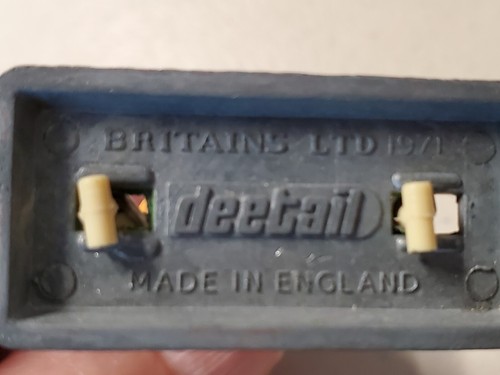 BRITAINS LTD 1971
deetail
MADE IN ENGLAND